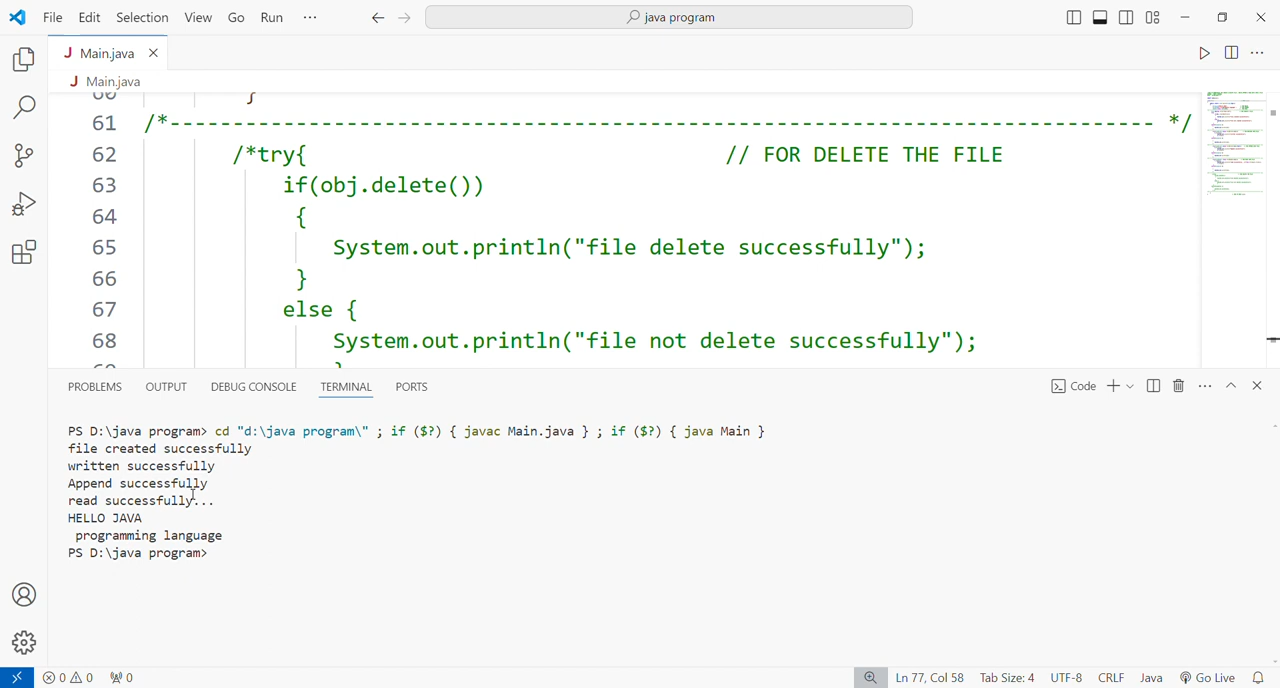 File Edit Selection View Go Run ··· java program
J Main.java
J Main.java
60 }
61 /*------------------------------------------------------------------------------ */
62 /*try{ // FOR DELETE THE FILE
63 if(obj.delete())
64 {
65 System.out.println("file delete successfully");
66 }
67 else {
68 System.out.println("file not delete successfully");
69 }
PROBLEMS OUTPUT DEBUG CONSOLE TERMINAL PORTS Code
PS D:\java program> cd "d:\java program\" ; if ($?) { javac Main.java } ; if ($?) { java Main }
file created successfully
written successfully
Append successfully
read successfully...
HELLO JAVA
programming language
PS D:\java program>
0 0 0 Ln 77, Col 58 Tab Size: 4 UTF-8 CRLF Java Go Live